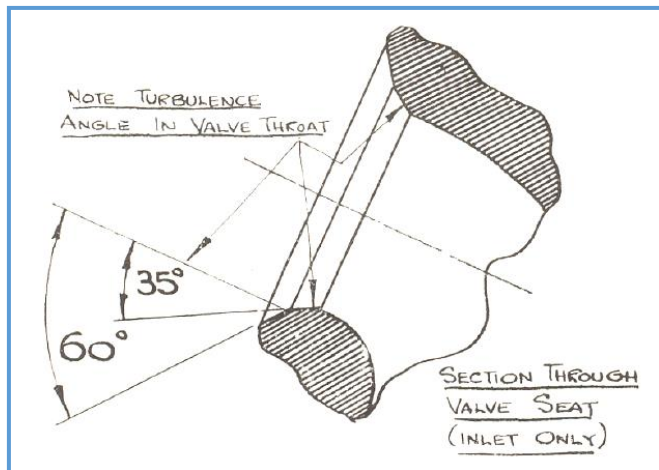 NOTE TURBULENCE
ANGLE IN VALVE THROAT
35°
60°
SECTION THROUGH
VALVE SEAT
(INLET ONLY)